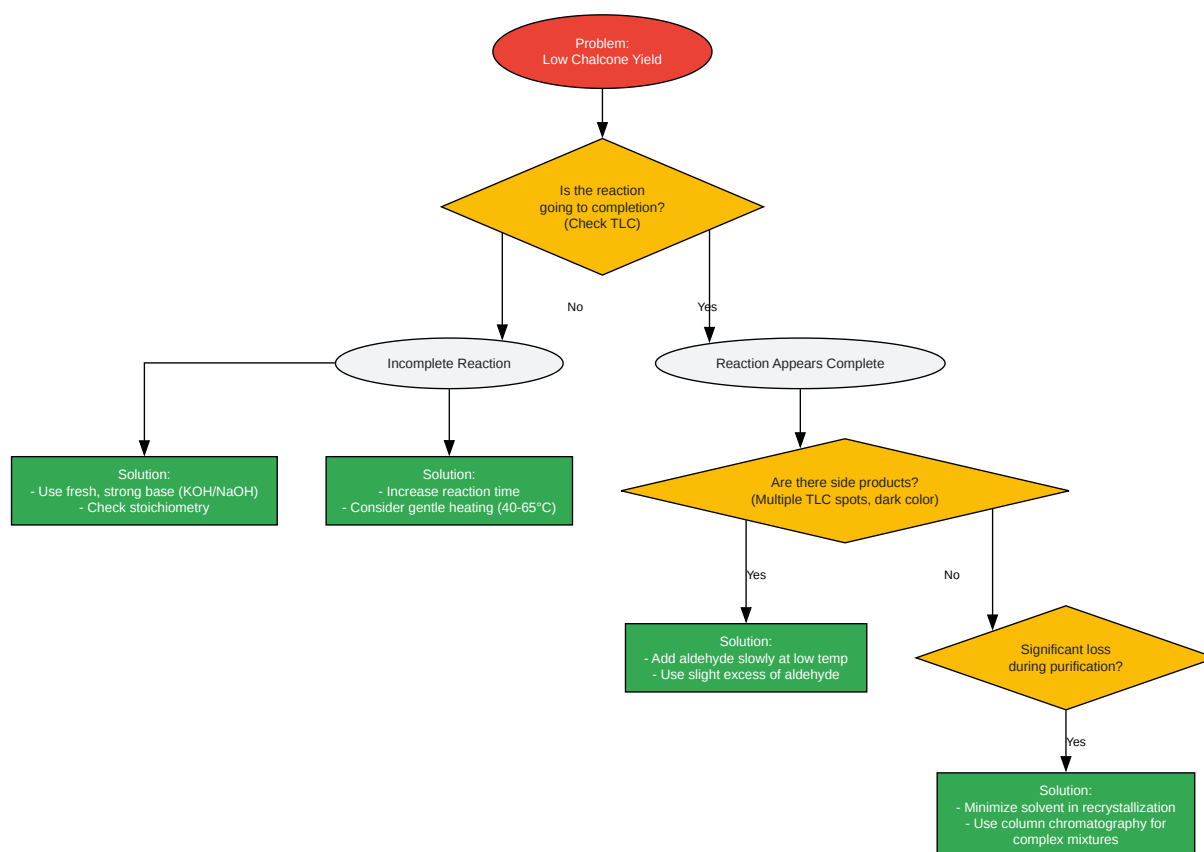 Problem:
Low Chalcone Yield
Is the reaction
going to completion?
(Check TLC)
No
Yes
Incomplete Reaction
Reaction Appears Complete
Solution:
- Use fresh, strong base (KOH/NaOH)
- Check stoichiometry
Solution:
- Increase reaction time
- Consider gentle heating (40-65°C)
Are there side products?
(Multiple TLC spots, dark color)
Yes
No
Solution:
- Add aldehyde slowly at low temp
- Use slight excess of aldehyde
Significant loss
during purification?
Yes
Solution:
- Minimize solvent in recrystallization
- Use column chromatography for
complex mixtures